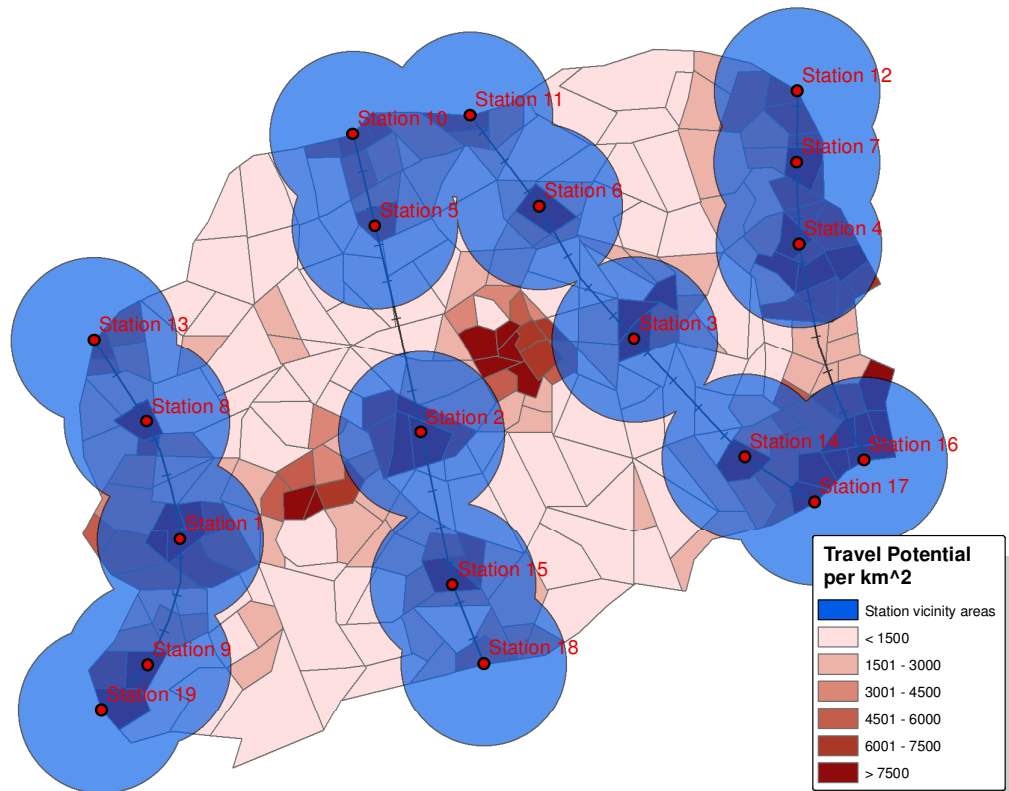 Station 12
Station 11
Station 10
Station 7
Station 6
Station 5
Station 4
Station 13
Station 3
Station 8
Station 2
Station 14
Station 16
Station 17
Station 1
Station 15
Station 18
Station 9
Station 19
Travel Potential
per km^2
Station vicinity areas
< 1500
1501 - 3000
3001 - 4500
4501 - 6000
6001 - 7500
> 7500